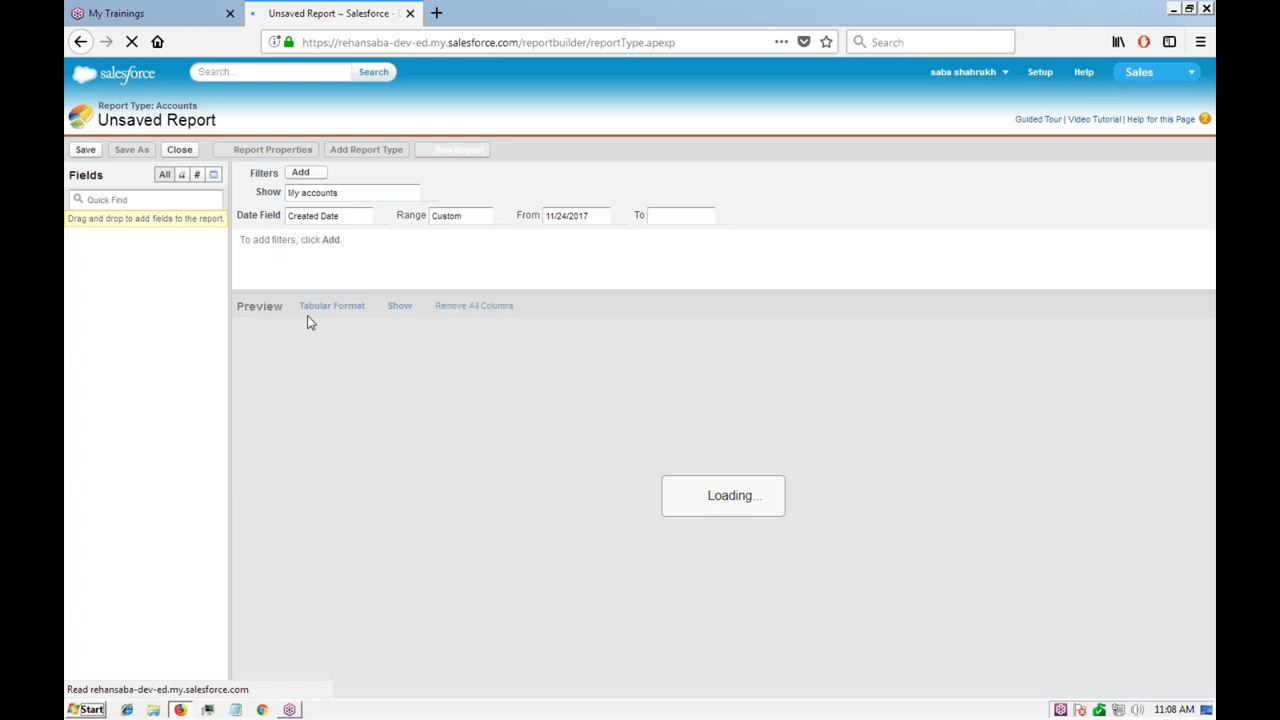 My Trainings
Unsaved Report ~ Salesforce -
https://rehansaba-dev-ed.my.salesforce.com/reportbuilder/reportType.apexp
Search
salesforce
Search...
Search
saba shahrukh
Setup
Help
Sales
Report Type: Accounts
Unsaved Report
Guided Tour | Video Tutorial | Help for this Page
Save
Save As
Close
Report Properties
Add Report Type
Run Report
Fields
All
a
#
Filters
Add
Quick Find
Show
My accounts
Drag and drop to add fields to the report.
Date Field
Created Date
Range
Custom
From
11/24/2017
To
To add filters, click Add.
Preview
Tabular Format
Show
Remove All Columns
Loading...
Read rehansaba-dev-ed.my.salesforce.com
Start
11:08 AM